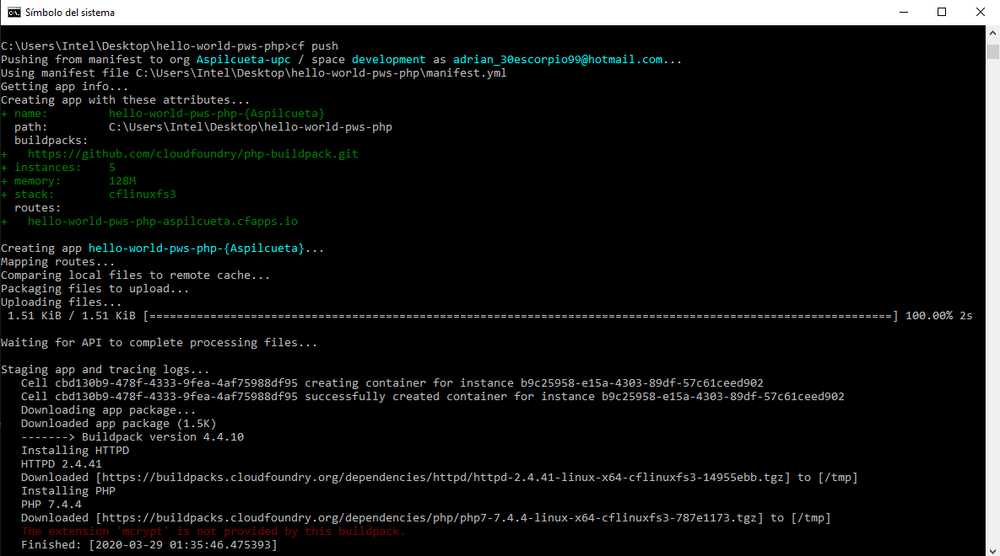 Símbolo del sistema
C:\Users\Intel\Desktop\hello-world-pws-php>cf push
Pushing from manifest to org Aspilcueta-upc / space development as adrian_30escorpio99@hotmail.com...
Using manifest file C:\Users\Intel\Desktop\hello-world-pws-php\manifest.yml
Getting app info...
Creating app with these attributes...
+ name:         hello-world-pws-php-{Aspilcueta}
  path:         C:\Users\Intel\Desktop\hello-world-pws-php
  buildpacks:
+   https://github.com/cloudfoundry/php-buildpack.git
+ instances:    5
+ memory:       128M
+ stack:        cflinuxfs3
  routes:
+   hello-world-pws-php-aspilcueta.cfapps.io
Creating app hello-world-pws-php-{Aspilcueta}...
Mapping routes...
Comparing local files to remote cache...
Packaging files to upload...
Uploading files...
 1.51 KiB / 1.51 KiB [==============================================================================================================] 100.00% 2s
Waiting for API to complete processing files...
Staging app and tracing logs...
   Cell cbd130b9-478f-4333-9fea-4af75988df95 creating container for instance b9c25958-e15a-4303-89df-57c61ceed902
   Cell cbd130b9-478f-4333-9fea-4af75988df95 successfully created container for instance b9c25958-e15a-4303-89df-57c61ceed902
   Downloading app package...
   Downloaded app package (1.5K)
   -------> Buildpack version 4.4.10
   Installing HTTPD
   HTTPD 2.4.41
   Downloaded [https://buildpacks.cloudfoundry.org/dependencies/httpd/httpd-2.4.41-linux-x64-cflinuxfs3-14955ebb.tgz] to [/tmp]
   Installing PHP
   PHP 7.4.4
   Downloaded [https://buildpacks.cloudfoundry.org/dependencies/php/php7-7.4.4-linux-x64-cflinuxfs3-787e1173.tgz] to [/tmp]
   The extension 'mcrypt' is not provided by this buildpack.
   Finished: [2020-03-29 01:35:46.475393]